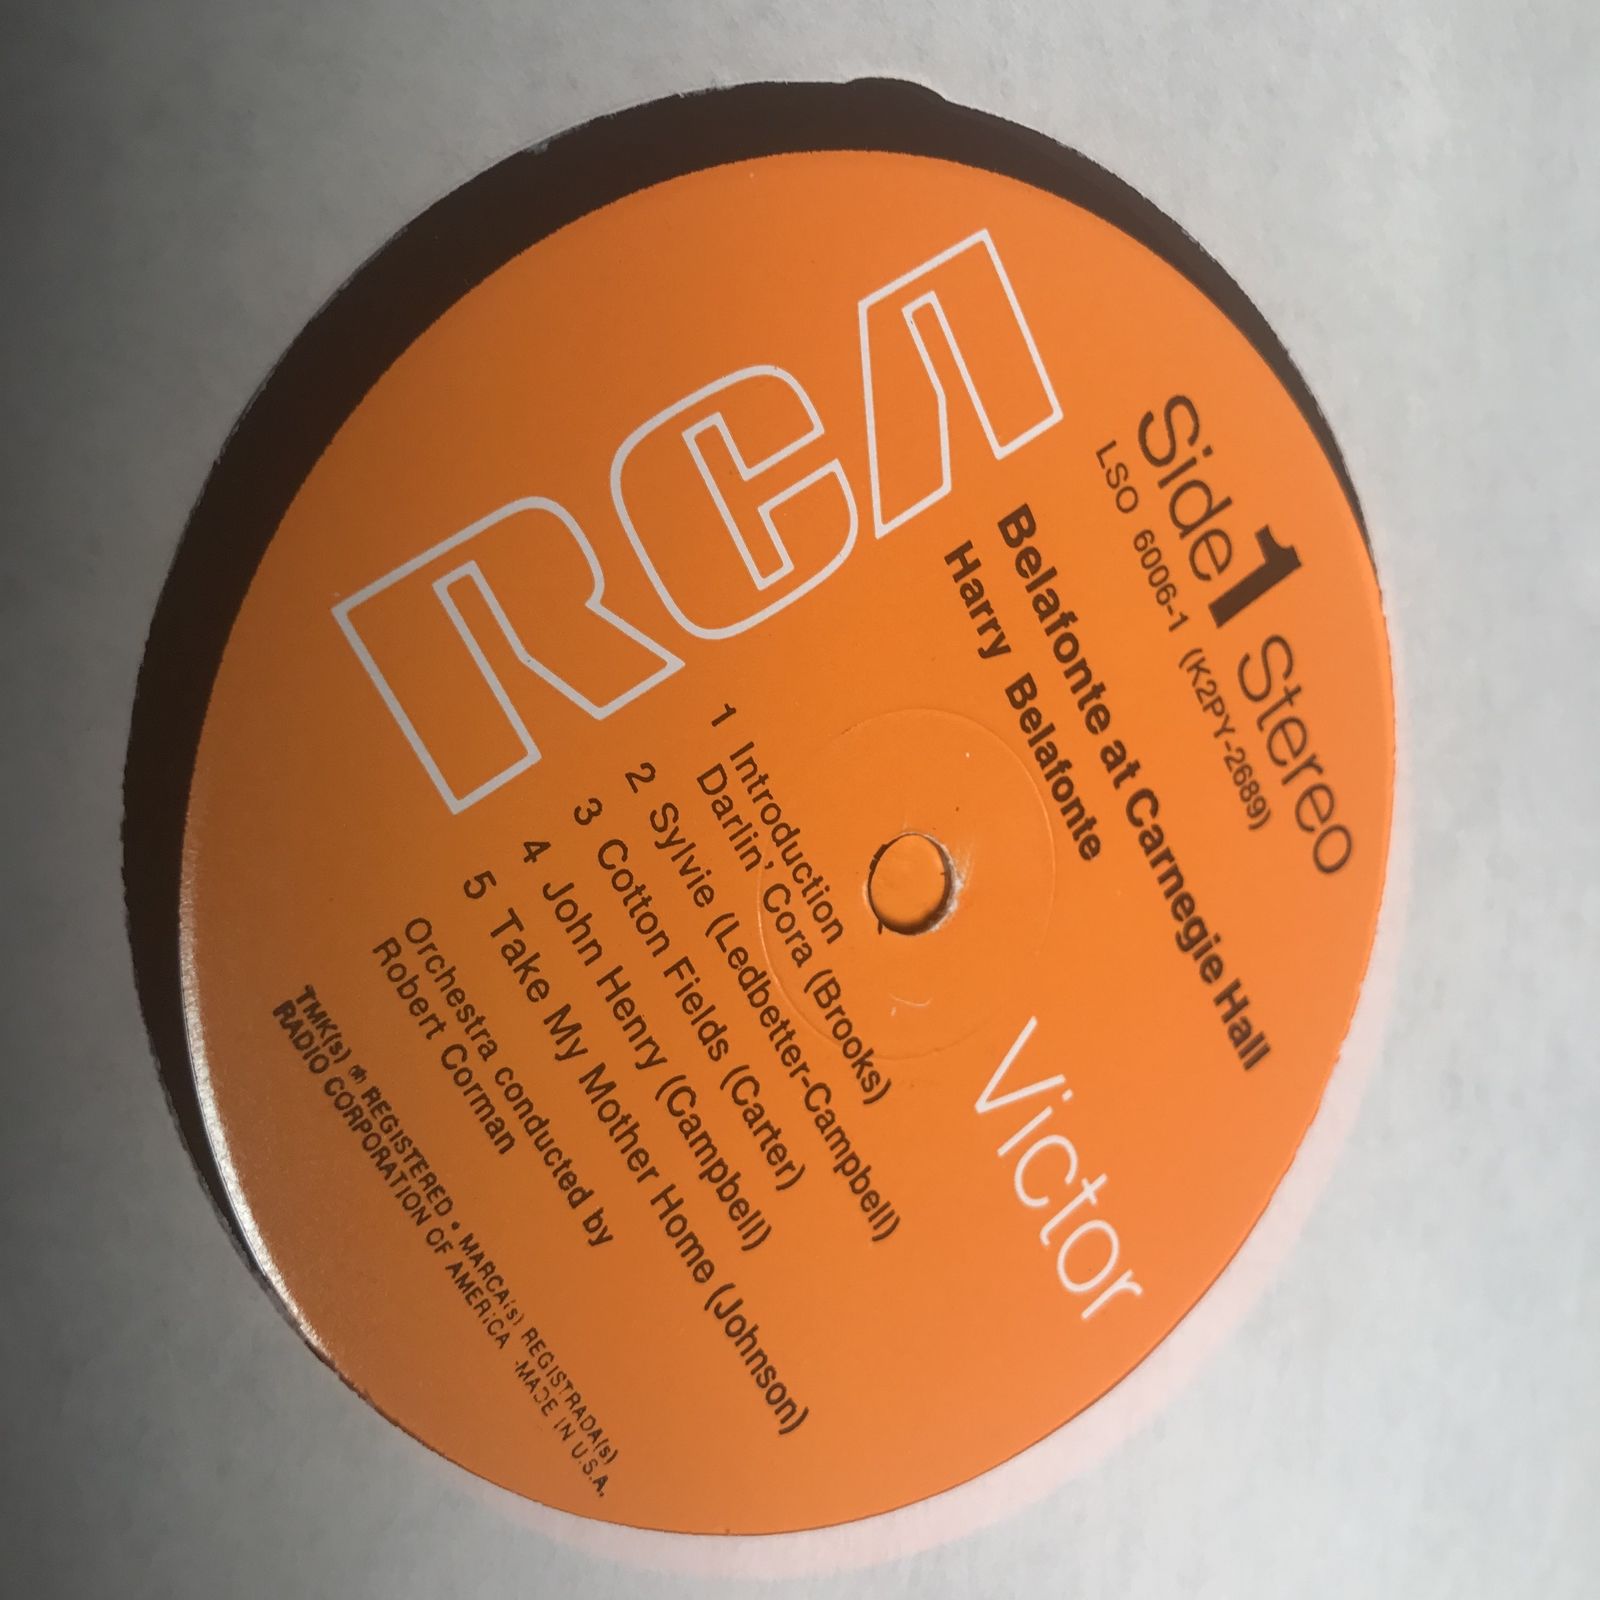 RCA
Side 1 Stereo
LSO 6006-1 (K2PY-2689)
Belafonte at Carnegie Hall
Harry Belafonte
Victor
1 Introduction
Darlin' Cora (Brooks)
2 Sylvie (Ledbetter-Campbell)
3 Cotton Fields (Carter)
4 John Henry (Campbell)
5 Take My Mother Home (Johnson)
Orchestra conducted by
Robert Corman
TMK(s) ® REGISTERED • MARCA(s) REGISTRADA(s)
RADIO CORPORATION OF AMERICA -MADE IN U.S.A.